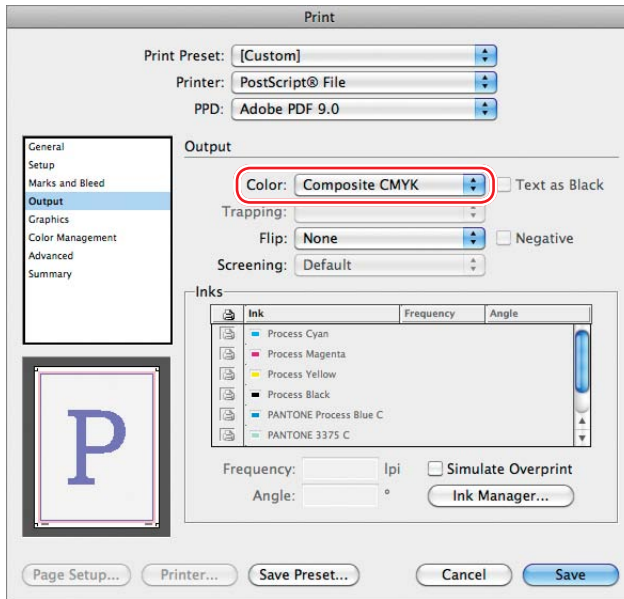 Print
Print Preset: [Custom]
Printer: PostScript® File
PPD: Adobe PDF 9.0
General
Setup
Marks and Bleed
Output
Graphics
Color Management
Advanced
Summary
Output
Color: Composite CMYK Text as Black
Trapping:
Flip: None Negative
Screening: Default
Inks
Ink Frequency Angle
Process Cyan
Process Magenta
Process Yellow
Process Black
PANTONE Process Blue C
PANTONE 3375 C
Frequency: lpi Simulate Overprint
Angle: ° Ink Manager...
P
Page Setup... Printer... Save Preset... Cancel Save